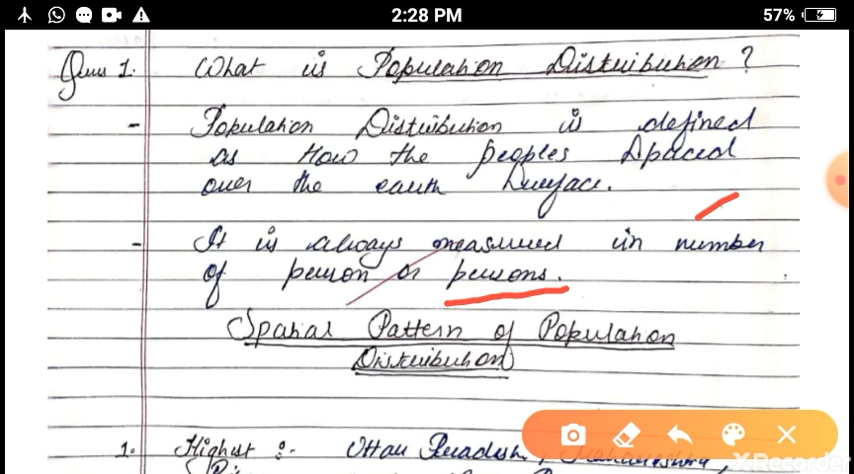 2:28 PM
57%
Ques 1. What is Population Distribution ?
- Population Distribution is defined
as How the peoples Spaced
over the earth surface.
- It is always measured in number
of person or persons.
Spatial Pattern of Population
Distribution
1. Highest :- Uttar Pradesh, Maharashtra,
XRecorder